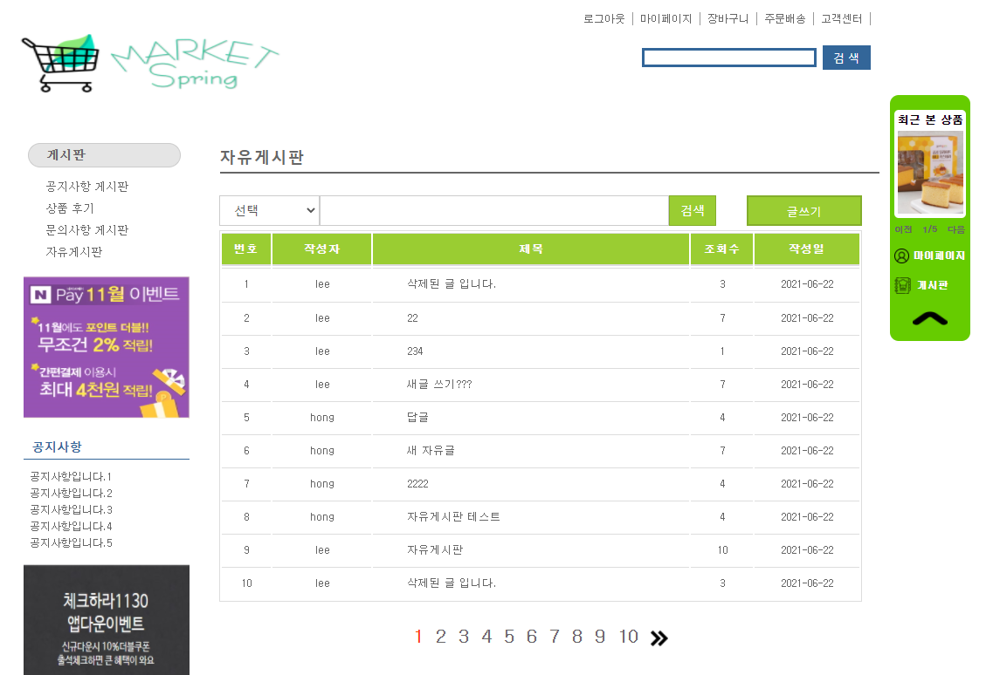 로그아웃 | 마이페이지 | 장바구니 | 주문배송 | 고객센터 |
MARKET
Spring
검 색
최근 본 상품
이전 1/5 다음
마이페이지
게시판
게시판
공지사항 게시판
상품 후기
문의사항 게시판
자유게시판
N Pay 11월 이벤트
11월에도 포인트 더블!!
무조건 2% 적립!
간편결제 이용시
최대 4천원 적립!
공지사항
공지사항입니다.1
공지사항입니다.2
공지사항입니다.3
공지사항입니다.4
공지사항입니다.5
체크하라1130
앱다운이벤트
신규다운시 10%더블쿠폰
출석체크하면 큰 혜택이 와요
자유게시판
선택 검색 글쓰기
번호 작성자 제목 조회수 작성일
1 lee 삭제된 글 입니다. 3 2021-06-22
2 lee 22 7 2021-06-22
3 lee 234 1 2021-06-22
4 lee 새글 쓰기??? 7 2021-06-22
5 hong 답글 4 2021-06-22
6 hong 새 자유글 7 2021-06-22
7 hong 2222 4 2021-06-22
8 hong 자유게시판 테스트 4 2021-06-22
9 lee 자유게시판 10 2021-06-22
10 lee 삭제된 글 입니다. 3 2021-06-22
1 2 3 4 5 6 7 8 9 10